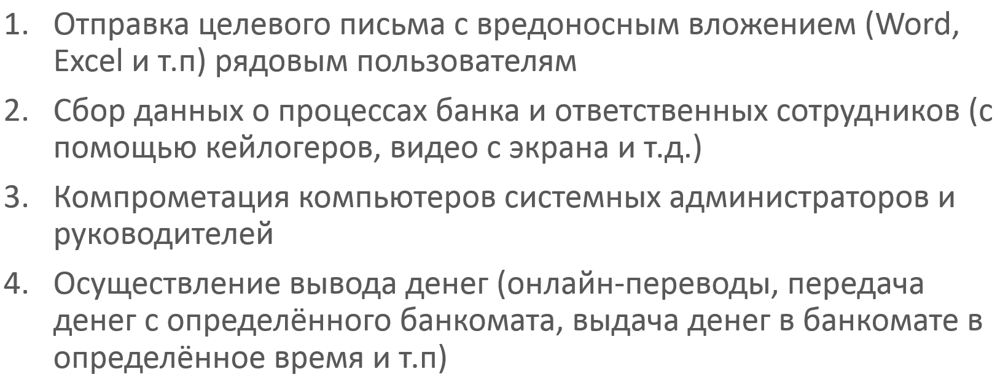 1. Отправка целевого письма с вредоносным вложением (Word,
Excel и т.п) рядовым пользователям
2. Сбор данных о процессах банка и ответственных сотрудников (с
помощью кейлогеров, видео с экрана и т.д.)
3. Компрометация компьютеров системных администраторов и
руководителей
4. Осуществление вывода денег (онлайн-переводы, передача
денег с определённого банкомата, выдача денег в банкомате в
определённое время и т.п)